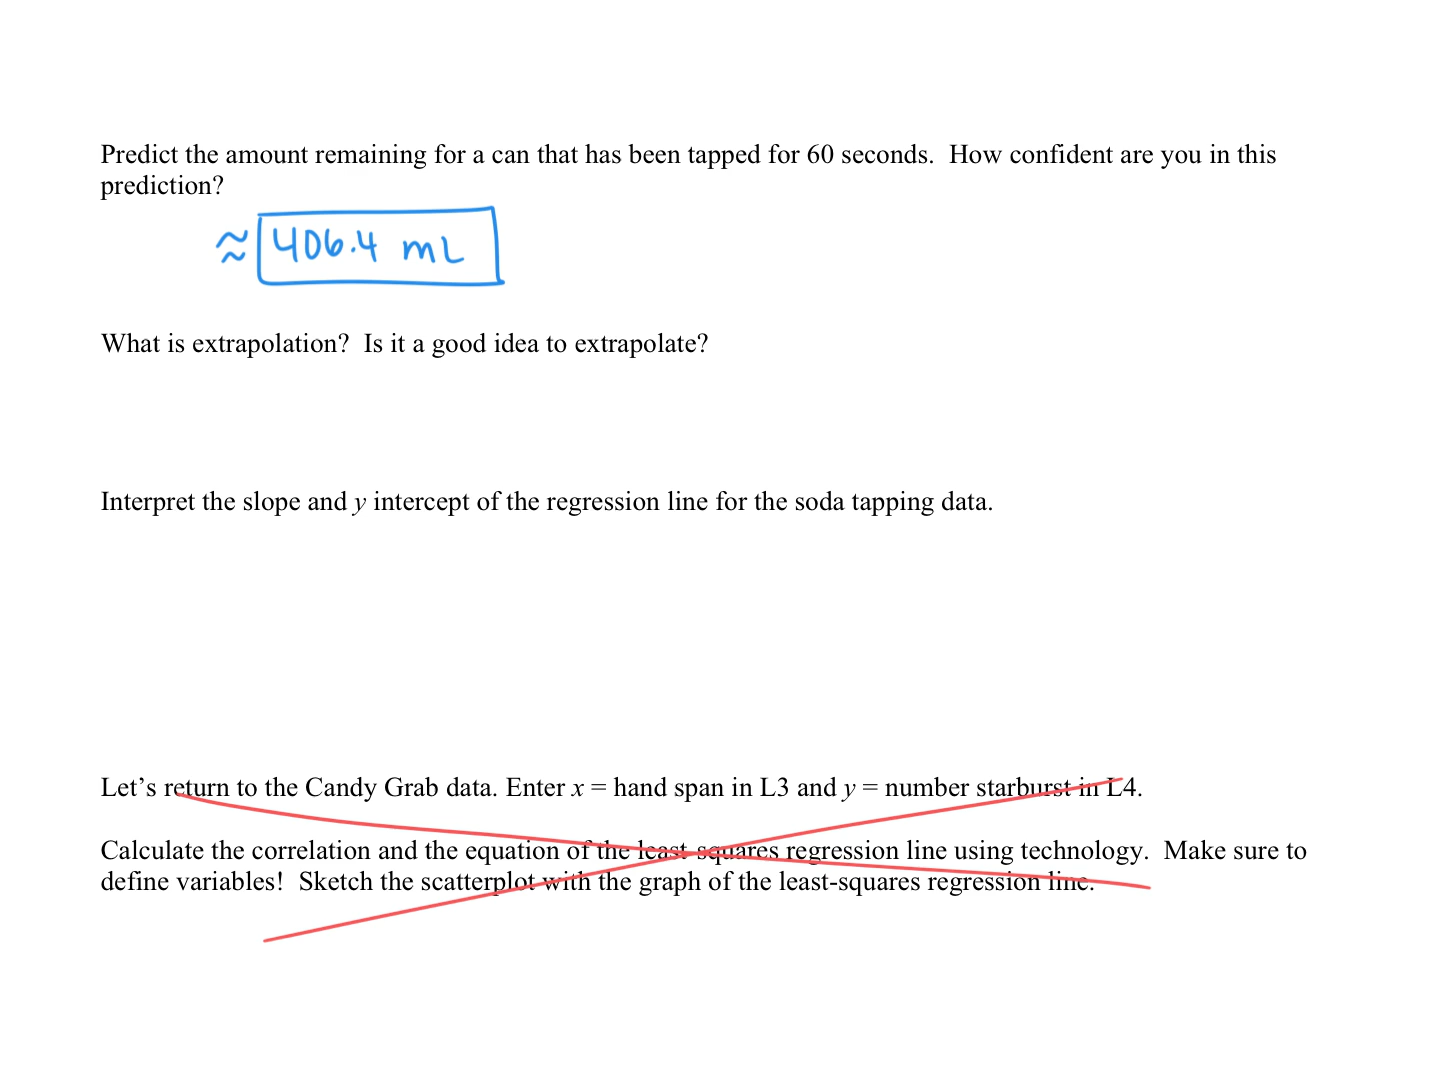 Predict the amount remaining for a can that has been tapped for 60 seconds.  How confident are you in this
prediction?
≈ 406.4 mL
What is extrapolation?  Is it a good idea to extrapolate?
Interpret the slope and y intercept of the regression line for the soda tapping data.
Let’s return to the Candy Grab data. Enter x = hand span in L3 and y = number starburst in L4.
Calculate the correlation and the equation of the least-squares regression line using technology.  Make sure to
define variables!  Sketch the scatterplot with the graph of the least-squares regression line.